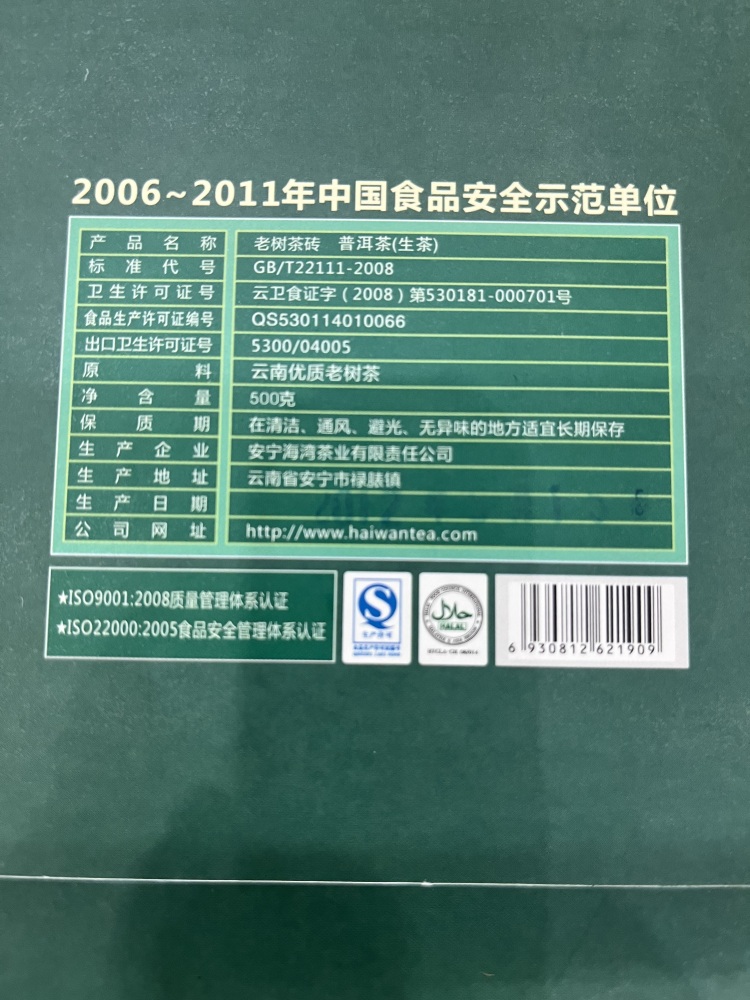 2006~2011年中国食品安全示范单位
产品名称 老树茶砖 普洱茶(生茶)
标准代号 GB/T22111-2008
卫生许可证号 云卫食证字(2008)第530181-000701号
食品生产许可证编号 QS530114010066
出口卫生许可证号 5300/04005
原料 云南优质老树茶
净含量 500克
保质期 在清洁、通风、避光、无异味的地方适宜长期保存
生产企业 安宁海湾茶业有限责任公司
生产地址 云南省安宁市禄脿镇
生产日期
公司网址 http://www.haiwantea.com
★ISO9001:2008质量管理体系认证
★ISO22000:2005食品安全管理体系认证
生产许可
حلال
HALAL
6 930812 621909